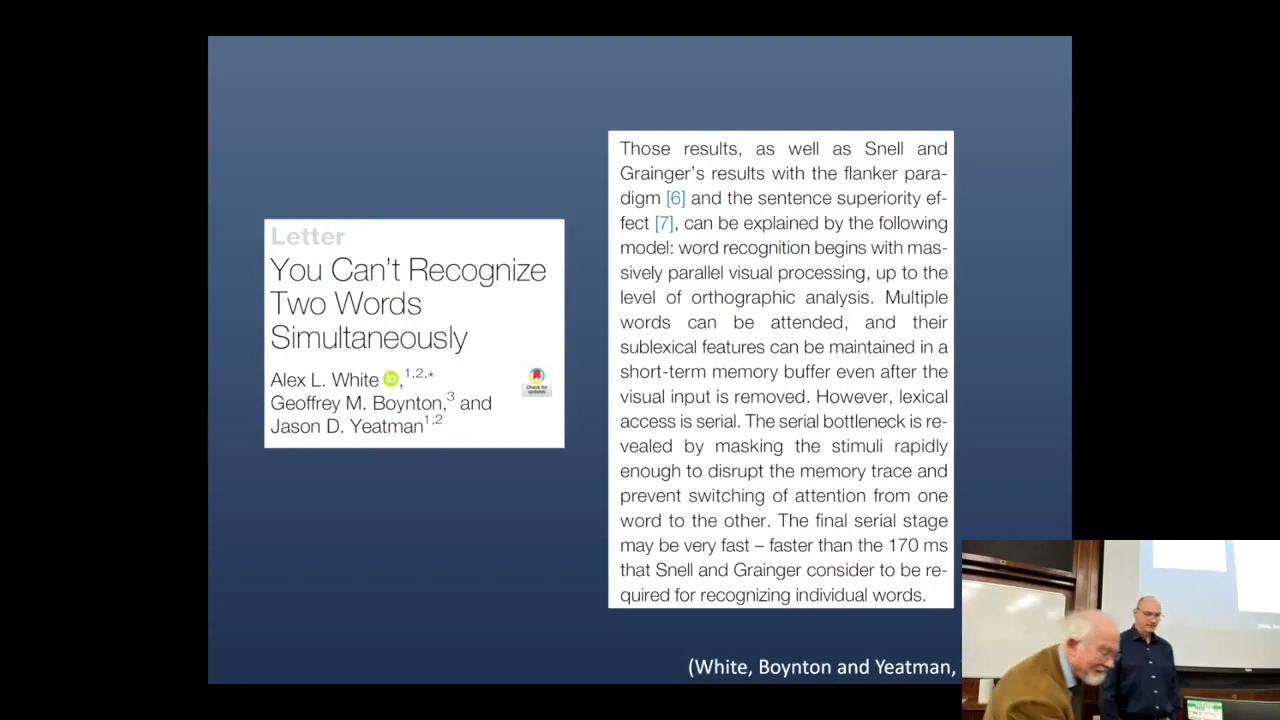 Letter
You Can't Recognize
Two Words
Simultaneously
Alex L. White iD,1,2,*
Geoffrey M. Boynton,3 and
Jason D. Yeatman1,2
Check for
updates
Those results, as well as Snell and
Grainger's results with the flanker para-
digm [6] and the sentence superiority ef-
fect [7], can be explained by the following
model: word recognition begins with mas-
sively parallel visual processing, up to the
level of orthographic analysis. Multiple
words can be attended, and their
sublexical features can be maintained in a
short-term memory buffer even after the
visual input is removed. However, lexical
access is serial. The serial bottleneck is re-
vealed by masking the stimuli rapidly
enough to disrupt the memory trace and
prevent switching of attention from one
word to the other. The final serial stage
may be very fast – faster than the 170 ms
that Snell and Grainger consider to be re-
quired for recognizing individual words.
(White, Boynton and Yeatman,